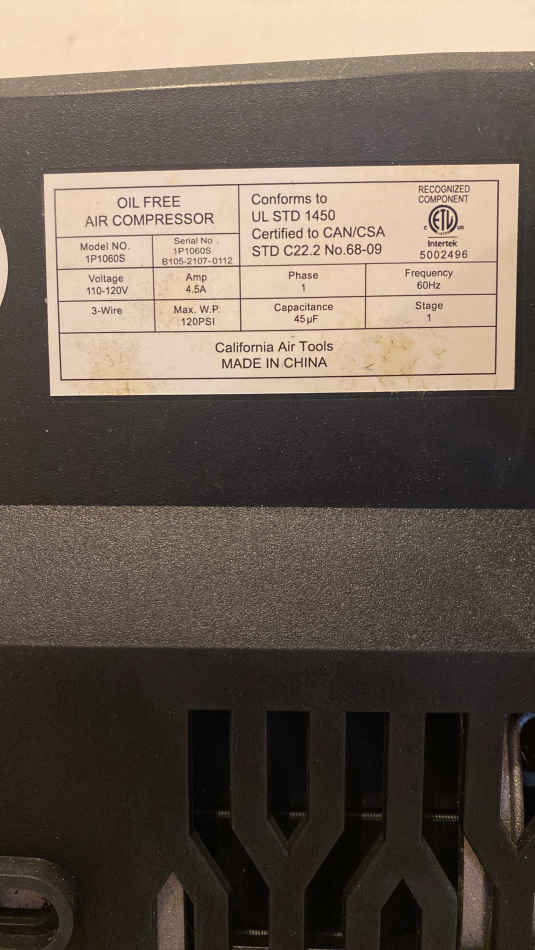 OIL FREE
AIR COMPRESSOR
Model NO.
1P1060S
Serial No .
1P1060S
B105-2107-0112
Conforms to
UL STD 1450
Certified to CAN/CSA
STD C22.2 No.68-09
RECOGNIZED
COMPONENT
C ETL US
Intertek
5002496
Voltage
110-120V
Amp
4.5A
Phase
1
Frequency
60Hz
3-Wire
Max. W.P.
120PSI
Capacitance
45μF
Stage
1
California Air Tools
MADE IN CHINA